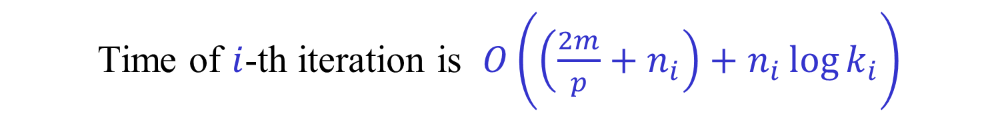 Time of i-th iteration is O((2m/p + n_i) + n_i log k_i)